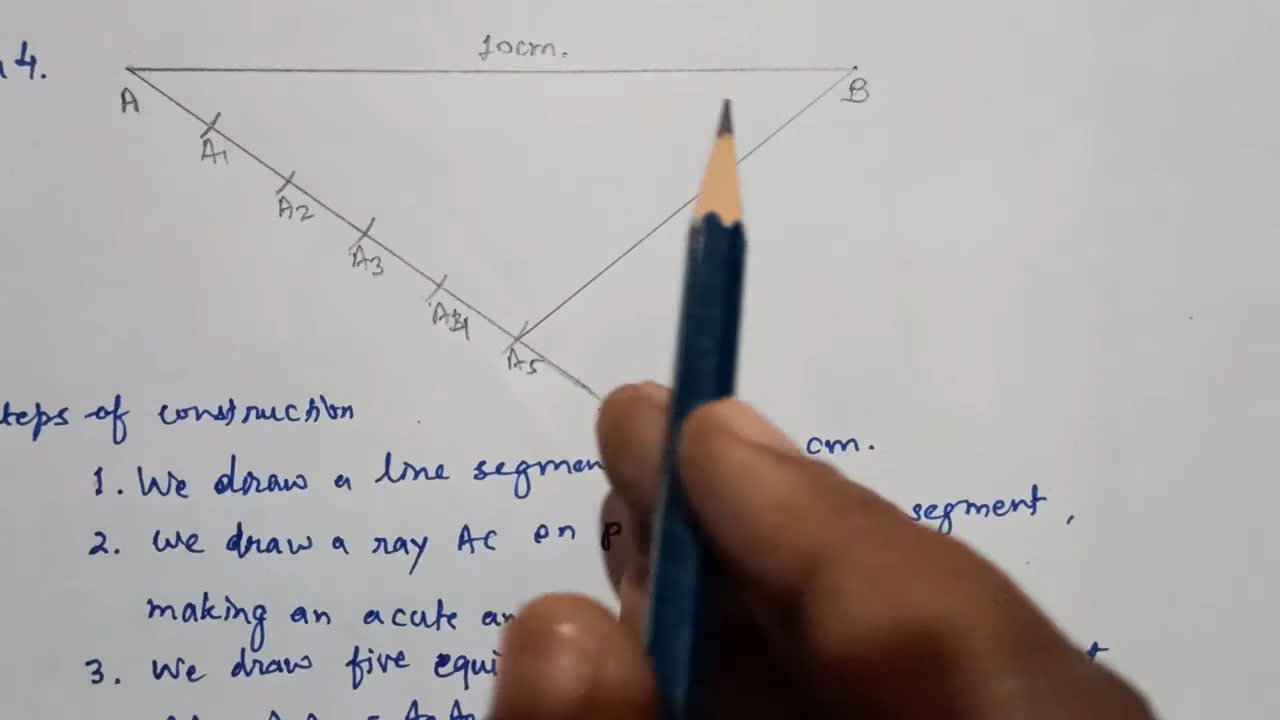 4.
10cm.
A
B
A1
A2
A3
A5
steps of construction
1. We draw a line segmen cm.
2. We draw a ray AC on p segment,
making an acute an
3. We draw five equi